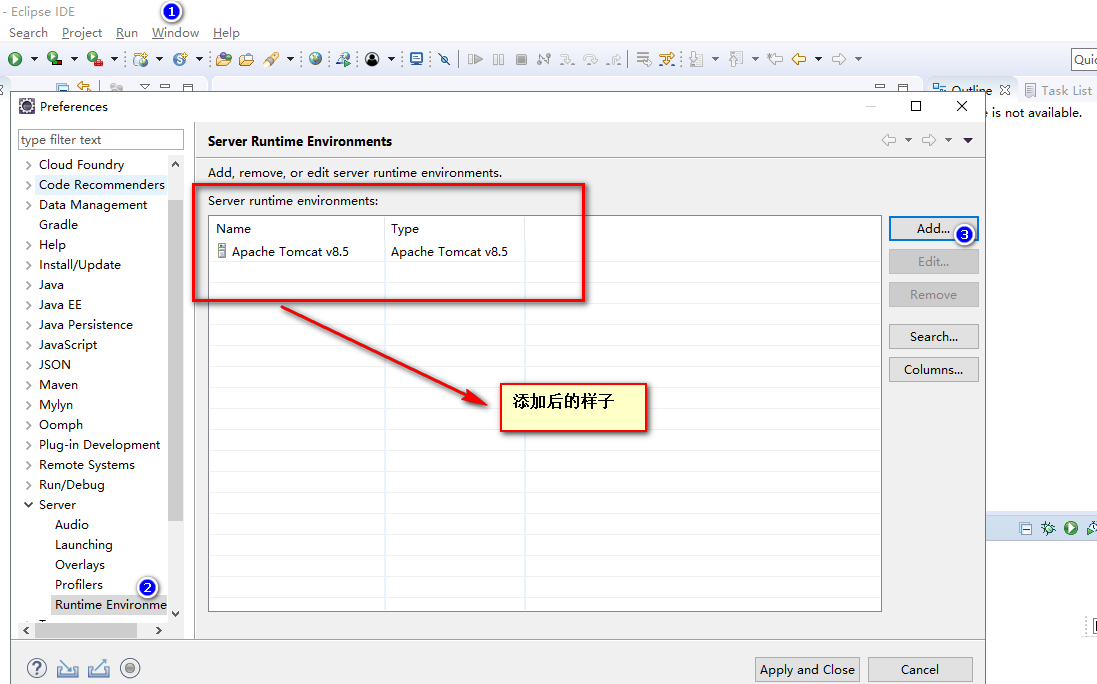 - Eclipse IDE
1
Search Project Run Window Help
Quic
Outline Task List
Preferences
e is not available.
type filter text
Server Runtime Environments
Add, remove, or edit server runtime environments.
Server runtime environments:
Name Type
Apache Tomcat v8.5 Apache Tomcat v8.5
Cloud Foundry
Code Recommenders
Data Management
Gradle
Help
Install/Update
Java
Java EE
Java Persistence
JavaScript
JSON
Maven
Mylyn
Oomph
Plug-in Development
Remote Systems
Run/Debug
Server
Audio
Launching
Overlays
Profilers
2
Runtime Environme
Add...
3
Edit...
Remove
Search...
Columns...
添加后的样子
Apply and Close Cancel